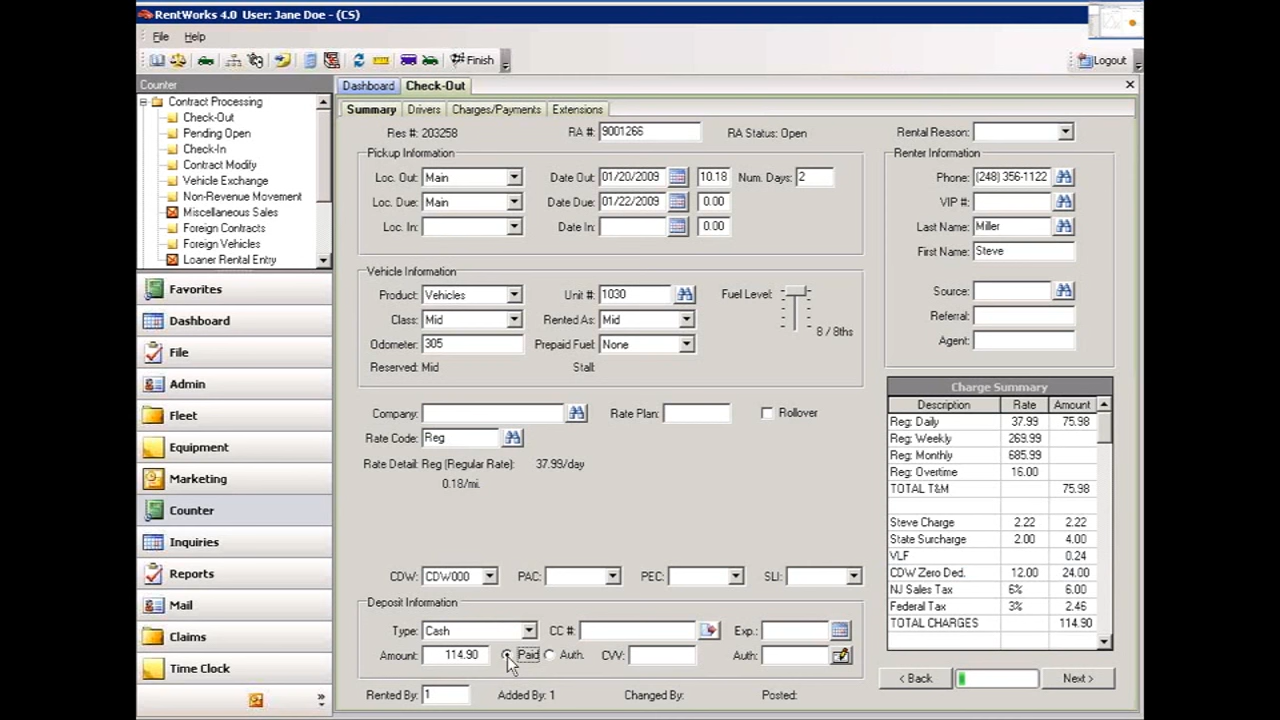 RentWorks 4.0 User: Jane Doe - (CS)
File Help
Finish
Logout
Counter
Contract Processing
Check-Out
Pending Open
Check-In
Contract Modify
Vehicle Exchange
Non-Revenue Movement
Miscellaneous Sales
Foreign Contracts
Foreign Vehicles
Loaner Rental Entry
Favorites
Dashboard
File
Admin
Fleet
Equipment
Marketing
Counter
Inquiries
Reports
Mail
Claims
Time Clock
»
Dashboard Check-Out
Summary Drivers Charges/Payments Extensions
Res #: 203258 RA #: 9001266 RA Status: Open Rental Reason:
Pickup Information
Loc. Out: Main Date Out: 01/20/2009 10.18 Num. Days: 2
Loc. Due: Main Date Due: 01/22/2009 0.00
Loc. In: Date In: 0.00
Vehicle Information
Product: Vehicles Unit #: 1030 Fuel Level:
Class: Mid Rented As: Mid
8 / 8ths
Odometer: 305 Prepaid Fuel: None
Reserved: Mid Stall:
Company: Rate Plan: Rollover
Rate Code: Reg
Rate Detail: Reg (Regular Rate): 37.99/day
0.18/mi.
CDW: CDW000 PAC: PEC: SLI:
Deposit Information
Type: Cash CC #: Exp.:
Amount: 114.90 Paid Auth. CVV: Auth:
Rented By: 1 Added By: 1 Changed By: Posted:
Renter Information
Phone: (248) 356-1122
VIP #:
Last Name: Miller
First Name: Steve
Source:
Referral:
Agent:
Charge Summary
Description Rate Amount
Reg: Daily 37.99 75.98
Reg: Weekly 269.99
Reg: Monthly 685.99
Reg: Overtime 16.00
TOTAL T&M 75.98
Steve Charge 2.22 2.22
State Surcharge 2.00 4.00
VLF 0.24
CDW Zero Ded. 12.00 24.00
NJ Sales Tax 6% 6.00
Federal Tax 3% 2.46
TOTAL CHARGES 114.90
< Back Next >